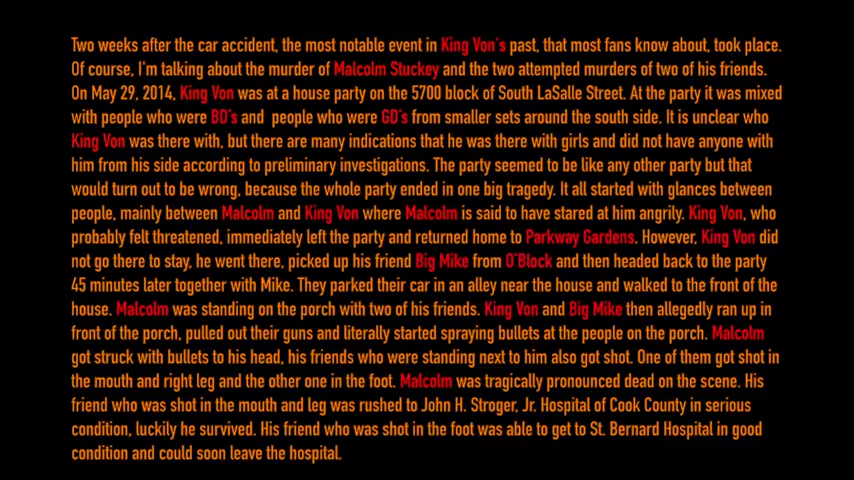 Two weeks after the car accident, the most notable event in King Von's past, that most fans know about, took place.
Of course, I'm talking about the murder of Malcolm Stuckey and the two attempted murders of two of his friends.
On May 29, 2014, King Von was at a house party on the 5700 block of South LaSalle Street. At the party it was mixed
with people who were BD's and people who were GD's from smaller sets around the south side. It is unclear who
King Von was there with, but there are many indications that he was there with girls and did not have anyone with
him from his side according to preliminary investigations. The party seemed to be like any other party but that
would turn out to be wrong, because the whole party ended in one big tragedy. It all started with glances between
people, mainly between Malcolm and King Von where Malcolm is said to have stared at him angrily. King Von, who
probably felt threatened, immediately left the party and returned home to Parkway Gardens. However, King Von did
not go there to stay, he went there, picked up his friend Big Mike from O'Block and then headed back to the party
45 minutes later together with Mike. They parked their car in an alley near the house and walked to the front of the
house. Malcolm was standing on the porch with two of his friends. King Von and Big Mike then allegedly ran up in
front of the porch, pulled out their guns and literally started spraying bullets at the people on the porch. Malcolm
got struck with bullets to his head, his friends who were standing next to him also got shot. One of them got shot in
the mouth and right leg and the other one in the foot. Malcolm was tragically pronounced dead on the scene. His
friend who was shot in the mouth and leg was rushed to John H. Stroger, Jr. Hospital of Cook County in serious
condition, luckily he survived. His friend who was shot in the foot was able to get to St. Bernard Hospital in good
condition and could soon leave the hospital.